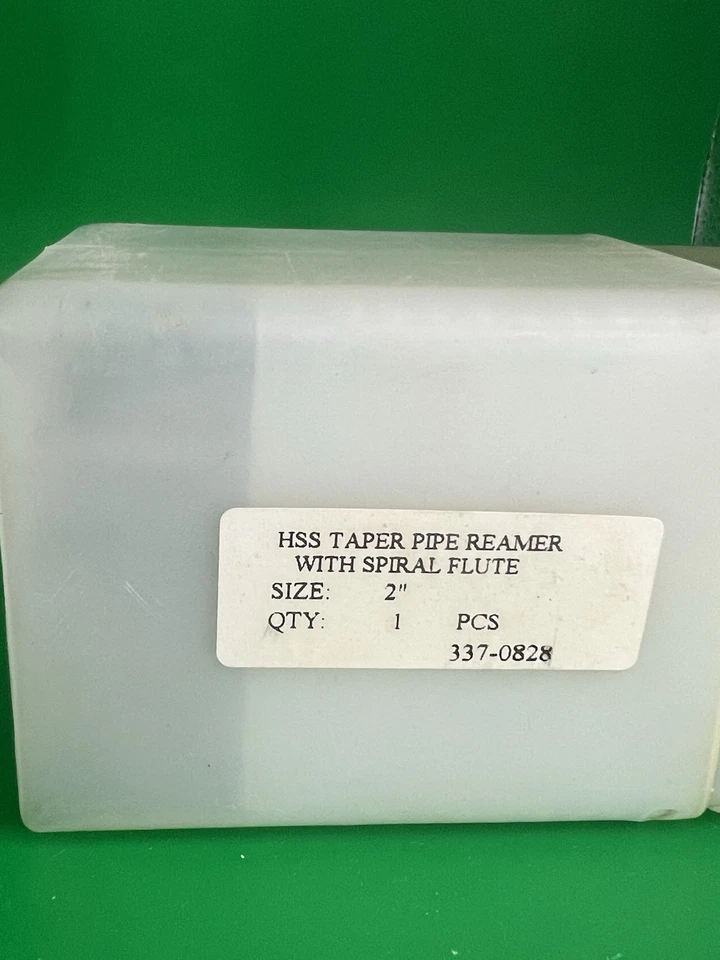 HSS TAPER PIPE REAMER
WITH SPIRAL FLUTE
SIZE: 2"
QTY: 1 PCS
337-0828